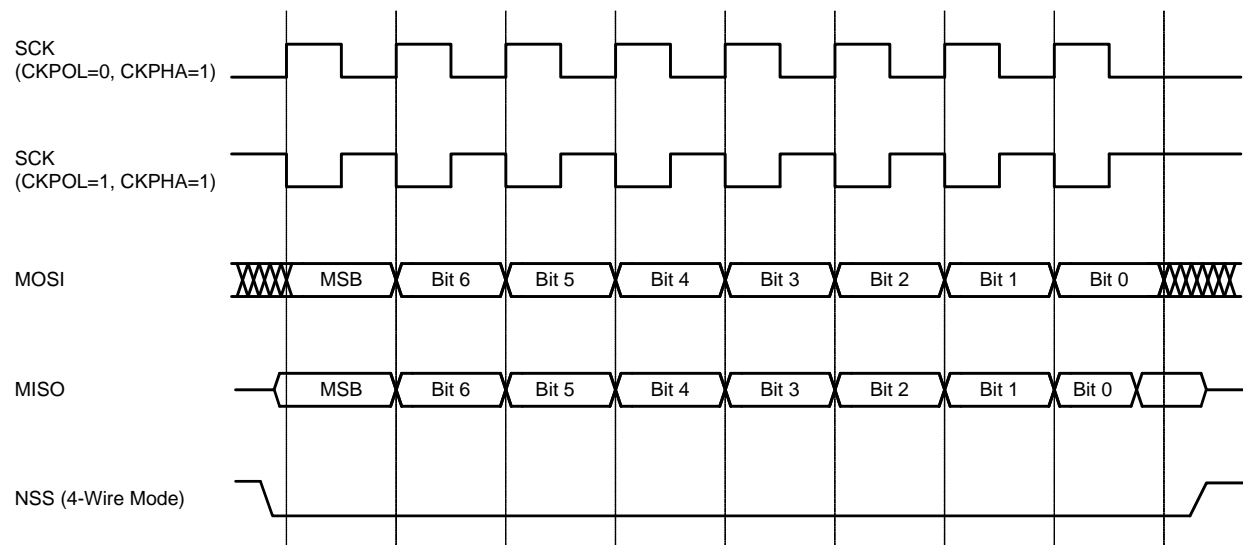 SCK
(CKPOL=0, CKPHA=1)
SCK
(CKPOL=1, CKPHA=1)
MOSI
MSB Bit 6 Bit 5 Bit 4 Bit 3 Bit 2 Bit 1 Bit 0
MISO
MSB Bit 6 Bit 5 Bit 4 Bit 3 Bit 2 Bit 1 Bit 0
NSS (4-Wire Mode)